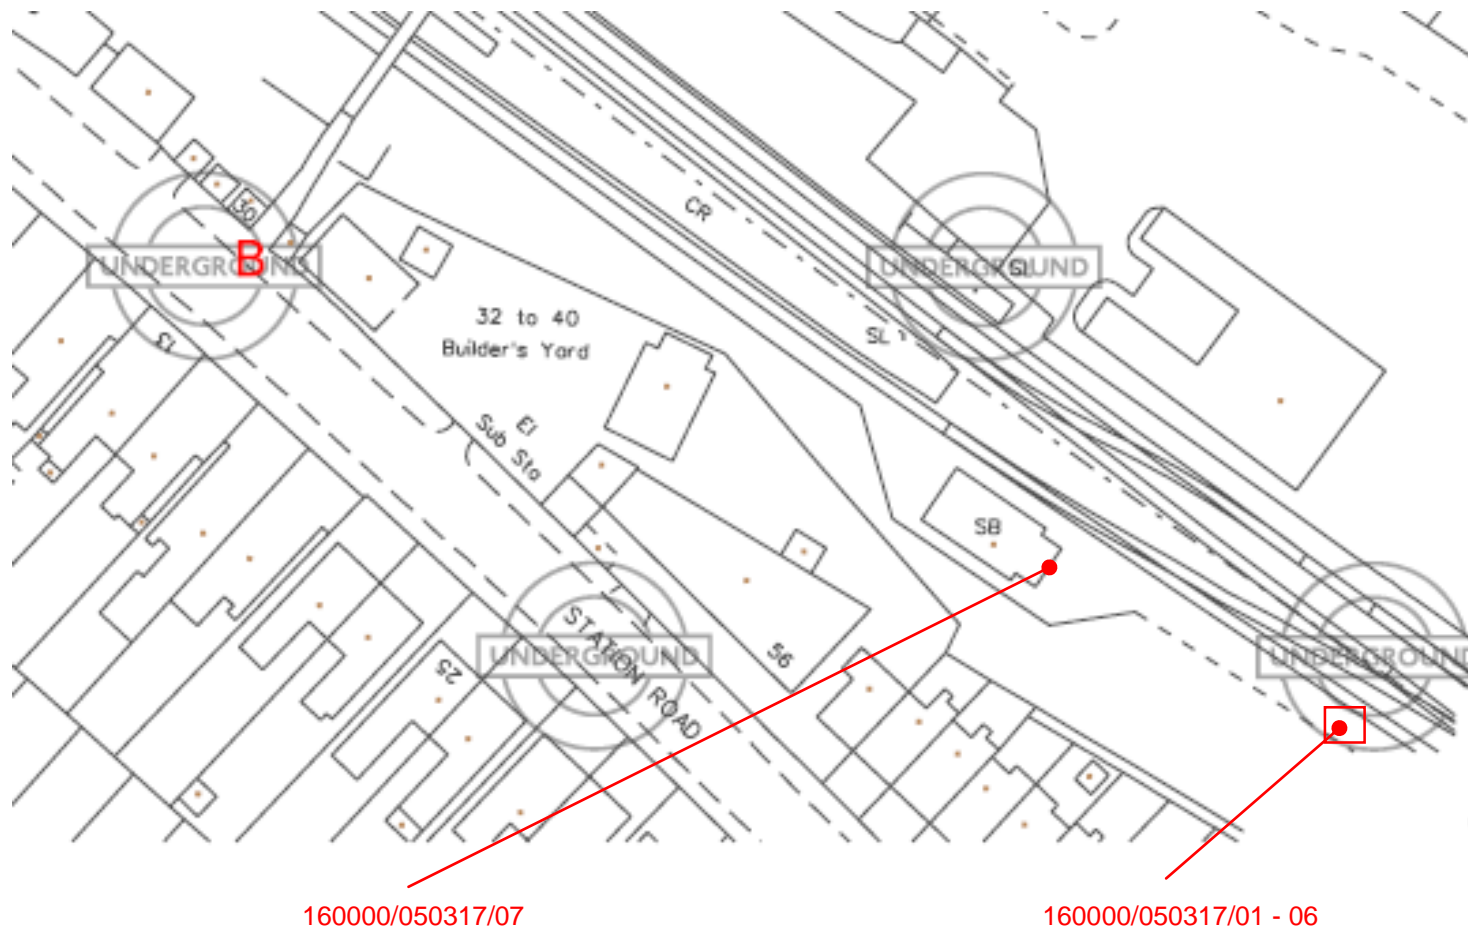 CR
30
B
UNDERGROUND
UNDERGROUND
SL
32 to 40
Builder's Yard
SL
13
El
Sub Sta
SB
STATION ROAD
UNDERGROUND
56
UNDERGROUND
25
160000/050317/07
160000/050317/01 - 06